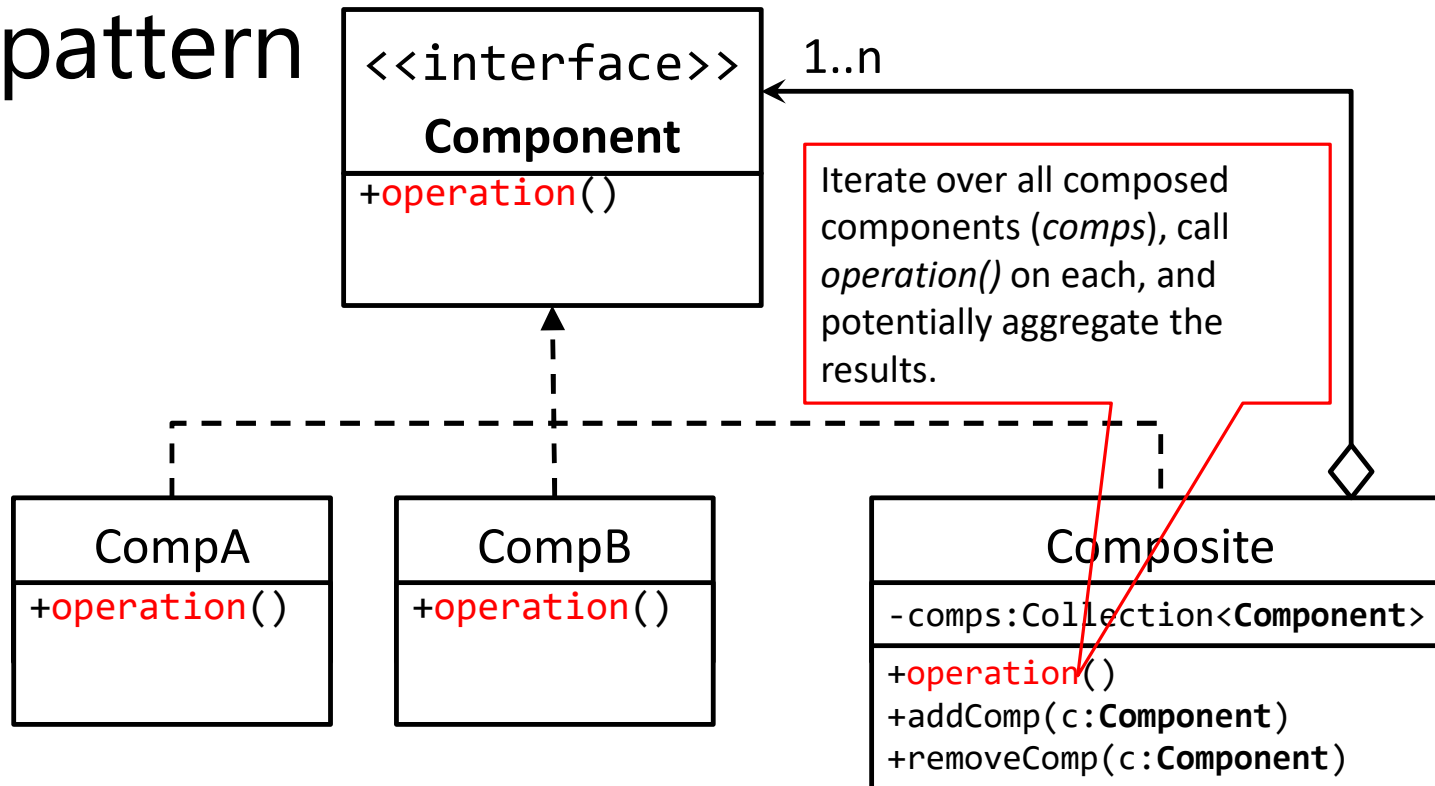 pattern
<<interface>>
Component
+operation()
1..n
Iterate over all composed
components (comps), call
operation() on each, and
potentially aggregate the
results.
CompA
+operation()
CompB
+operation()
Composite
-comps:Collection<Component>
+operation()
+addComp(c:Component)
+removeComp(c:Component)